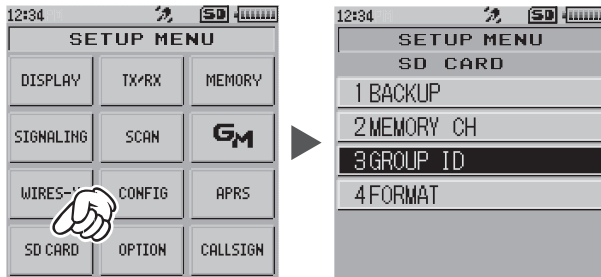 12:34 SD
SETUP MENU
DISPLAY TX/RX MEMORY
SIGNALING SCAN GM
CONFIG APRS
SD CARD OPTION CALLSIGN
12:34 SD
SETUP MENU
SD CARD
1 BACKUP
2 MEMORY CH
3 GROUP ID
4 FORMAT